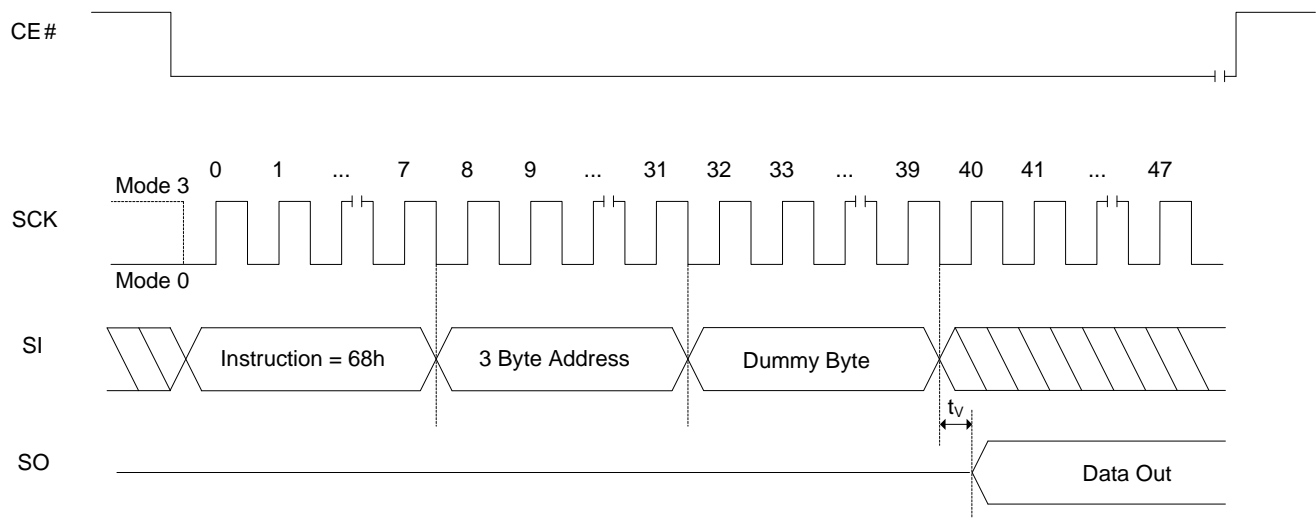 CE#
0 1 ... 7 8 9 ... 31 32 33 ... 39 40 41 ... 47
Mode 3
SCK
Mode 0
SI
Instruction = 68h
3 Byte Address
Dummy Byte
tV
SO
Data Out